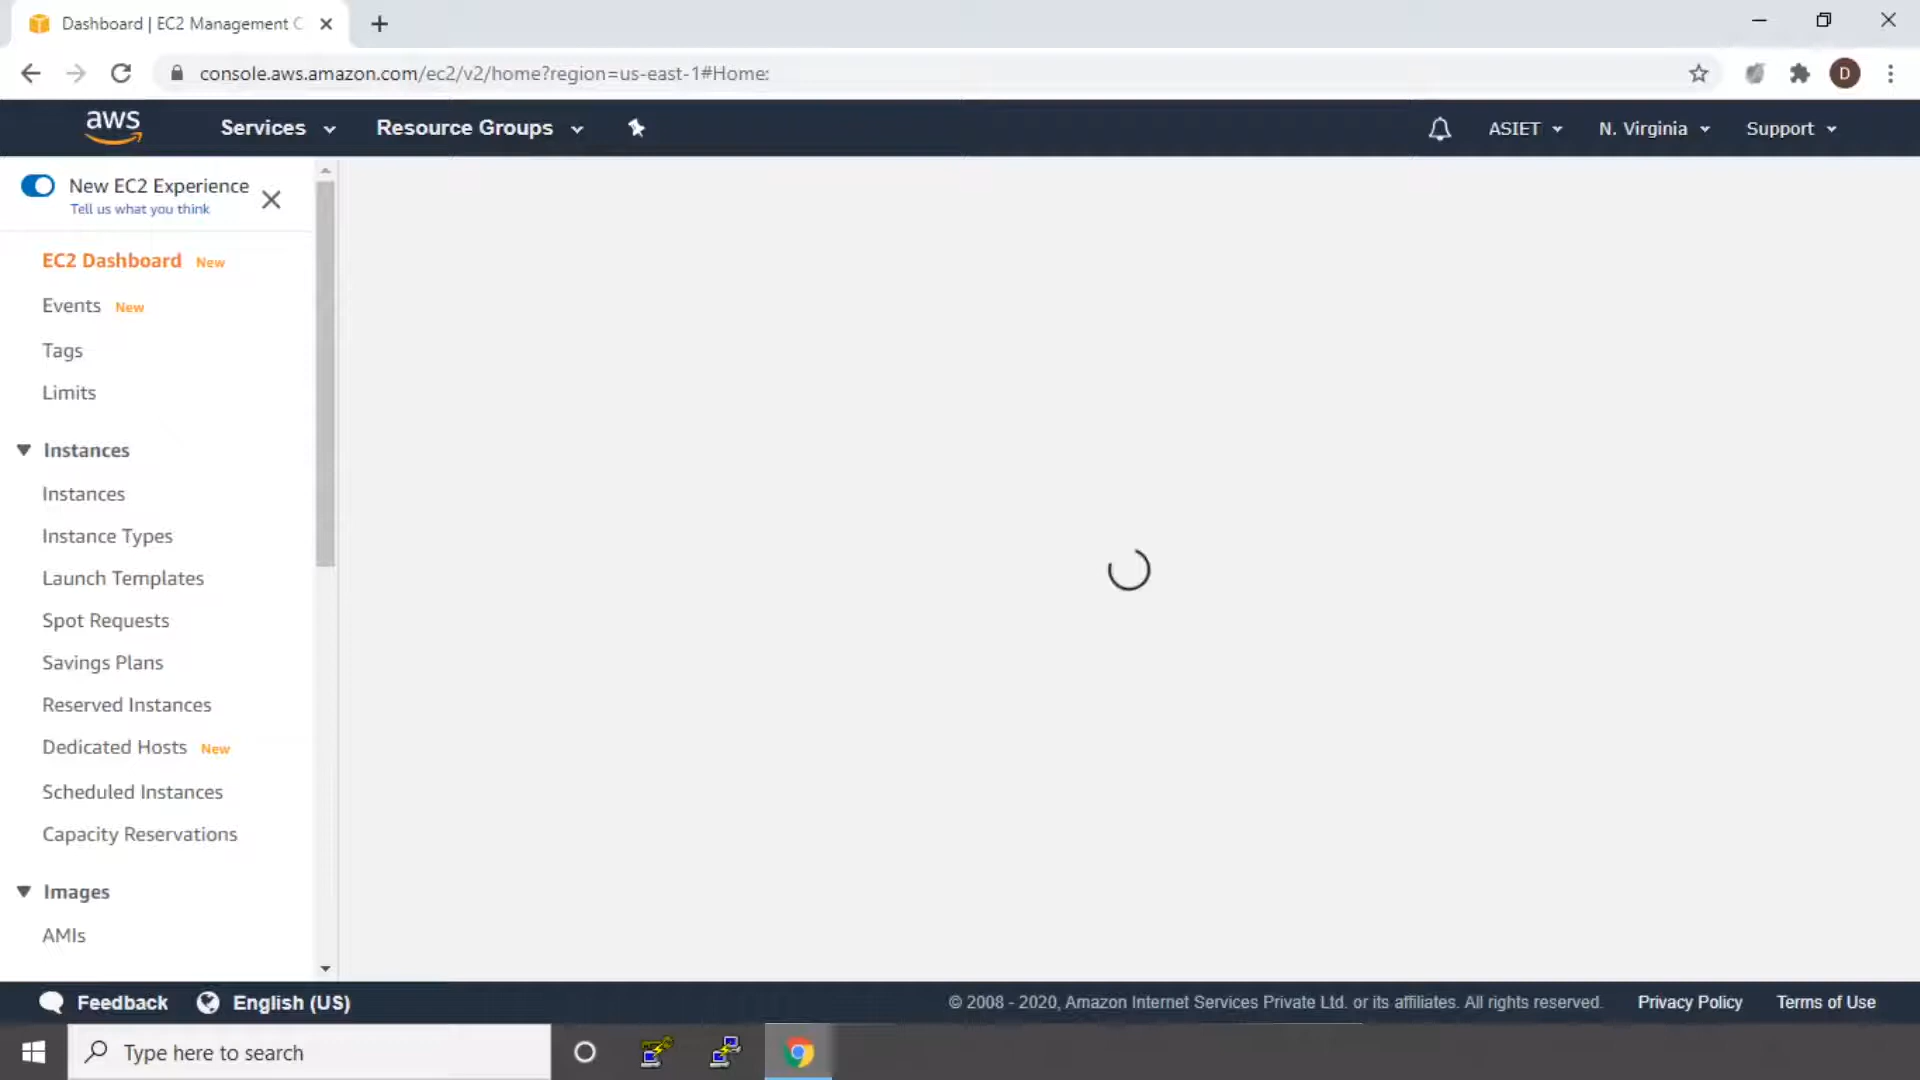 Dashboard | EC2 Management C
console.aws.amazon.com/ec2/v2/home?region=us-east-1#Home:
D
aws
Services
Resource Groups
ASIET
N. Virginia
Support
New EC2 Experience
Tell us what you think
EC2 Dashboard New
Events New
Tags
Limits
Instances
Instances
Instance Types
Launch Templates
Spot Requests
Savings Plans
Reserved Instances
Dedicated Hosts New
Scheduled Instances
Capacity Reservations
Images
AMIs
Feedback
English (US)
© 2008 - 2020, Amazon Internet Services Private Ltd. or its affiliates. All rights reserved.
Privacy Policy
Terms of Use
Type here to search